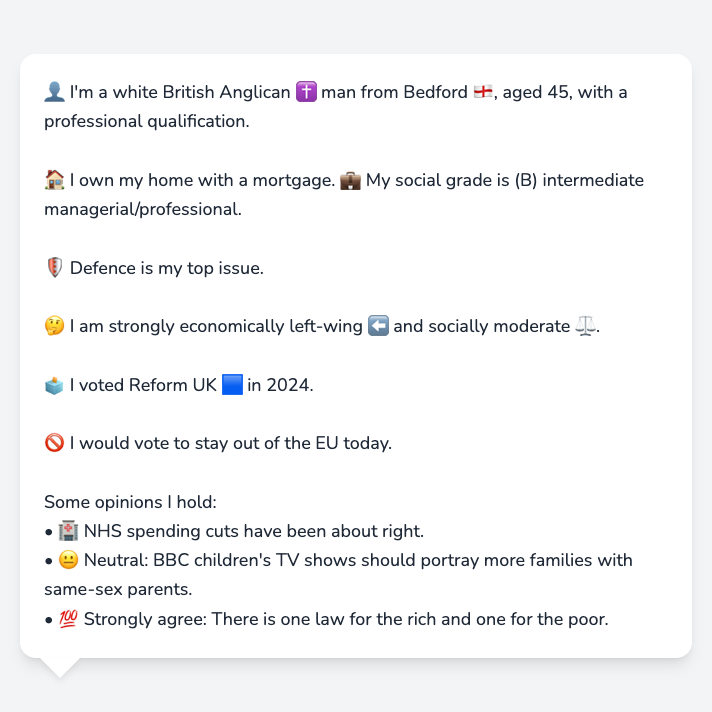 👤 I'm a white British Anglican ✝️ man from Bedford 🏴󠁧󠁢󠁥󠁮󠁧󠁿, aged 45, with a
professional qualification.
🏠 I own my home with a mortgage. 💼 My social grade is (B) intermediate
managerial/professional.
🛡️ Defence is my top issue.
🤔 I am strongly economically left-wing ⬅️ and socially moderate ⚖️.
🗳️ I voted Reform UK 🟦 in 2024.
🚫 I would vote to stay out of the EU today.
Some opinions I hold:
• 🏥 NHS spending cuts have been about right.
• 😐 Neutral: BBC children's TV shows should portray more families with
same-sex parents.
• 💯 Strongly agree: There is one law for the rich and one for the poor.